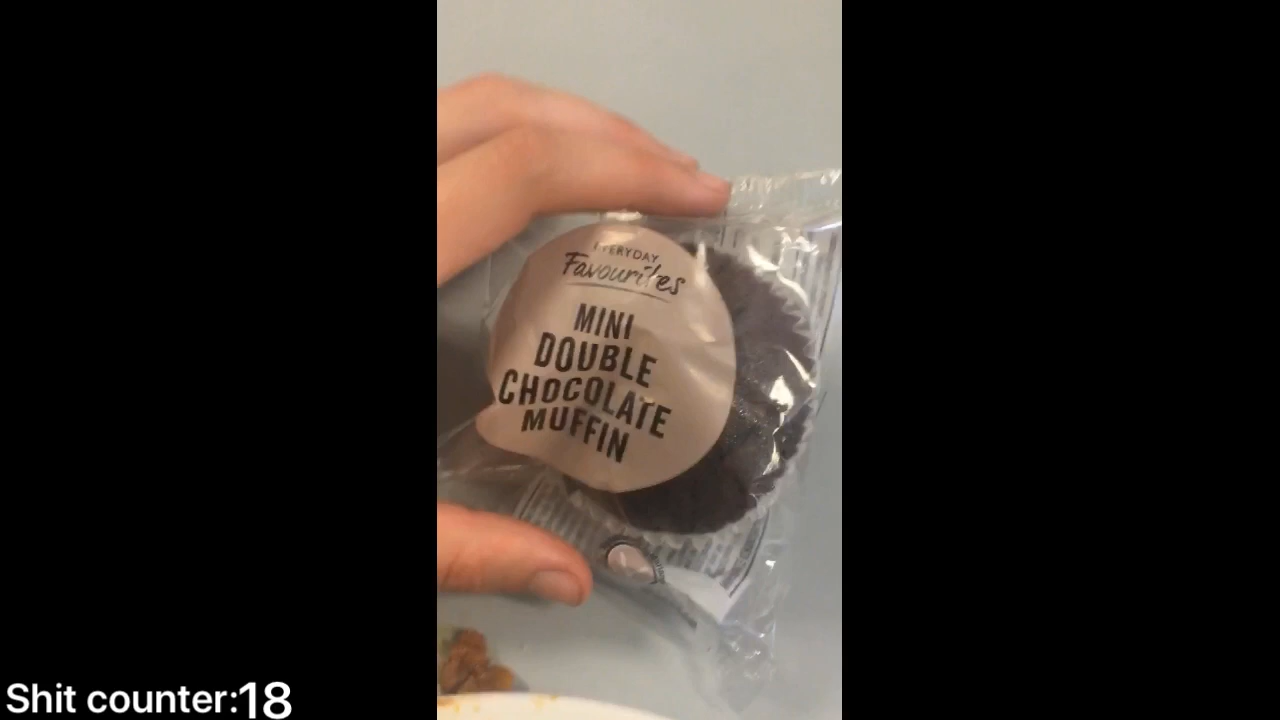 EVERYDAY
Favourites
MINI
DOUBLE
CHOCOLATE
MUFFIN
Shit counter:18